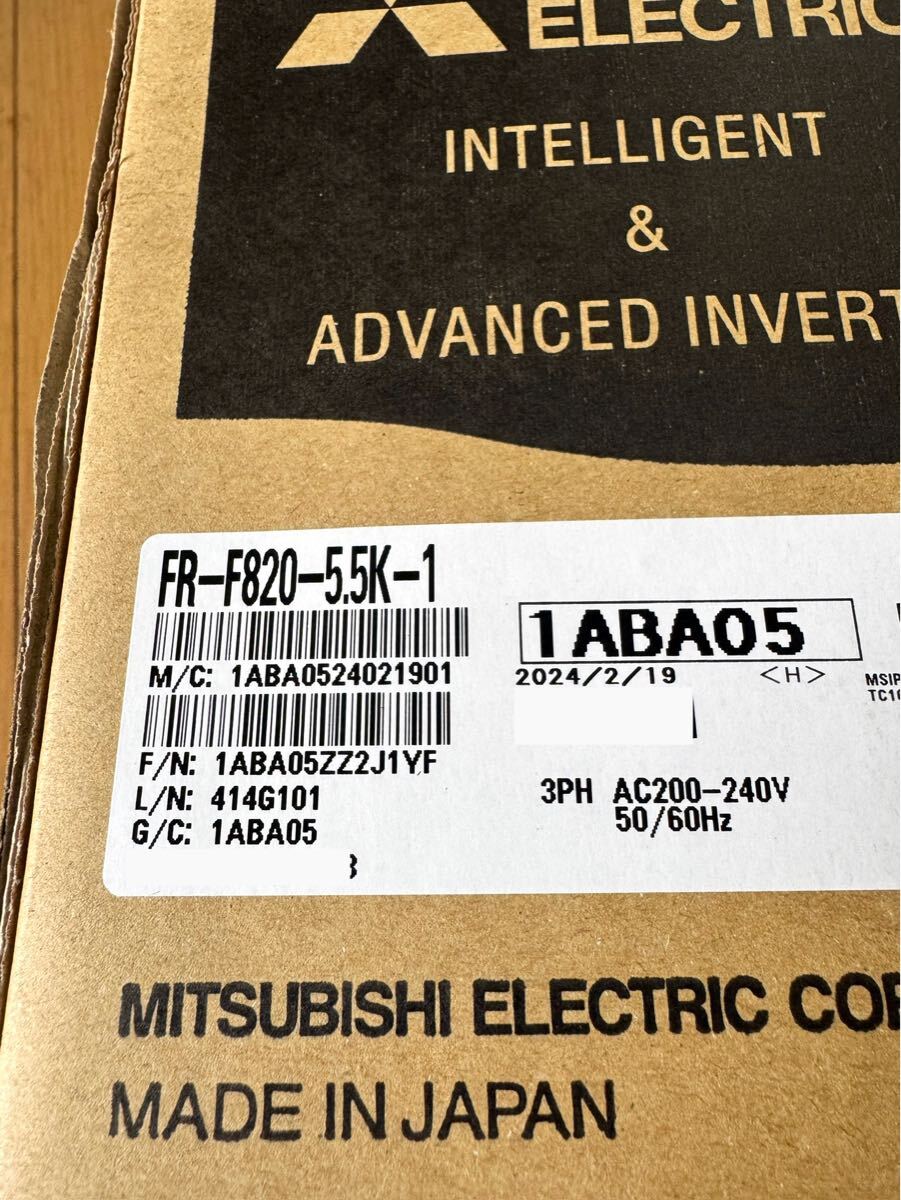 ELECTRIC
INTELLIGENT
&
ADVANCED INVERT
FR-F820-5.5K-1
M/C: 1ABA0524021901
F/N: 1ABA05ZZ2J1YF
L/N: 414G101
G/C: 1ABA05
1ABA05
2024/2/19 <H>
3PH AC200-240V
50/60Hz
MSIP
MITSUBISHI ELECTRIC COR
MADE IN JAPAN